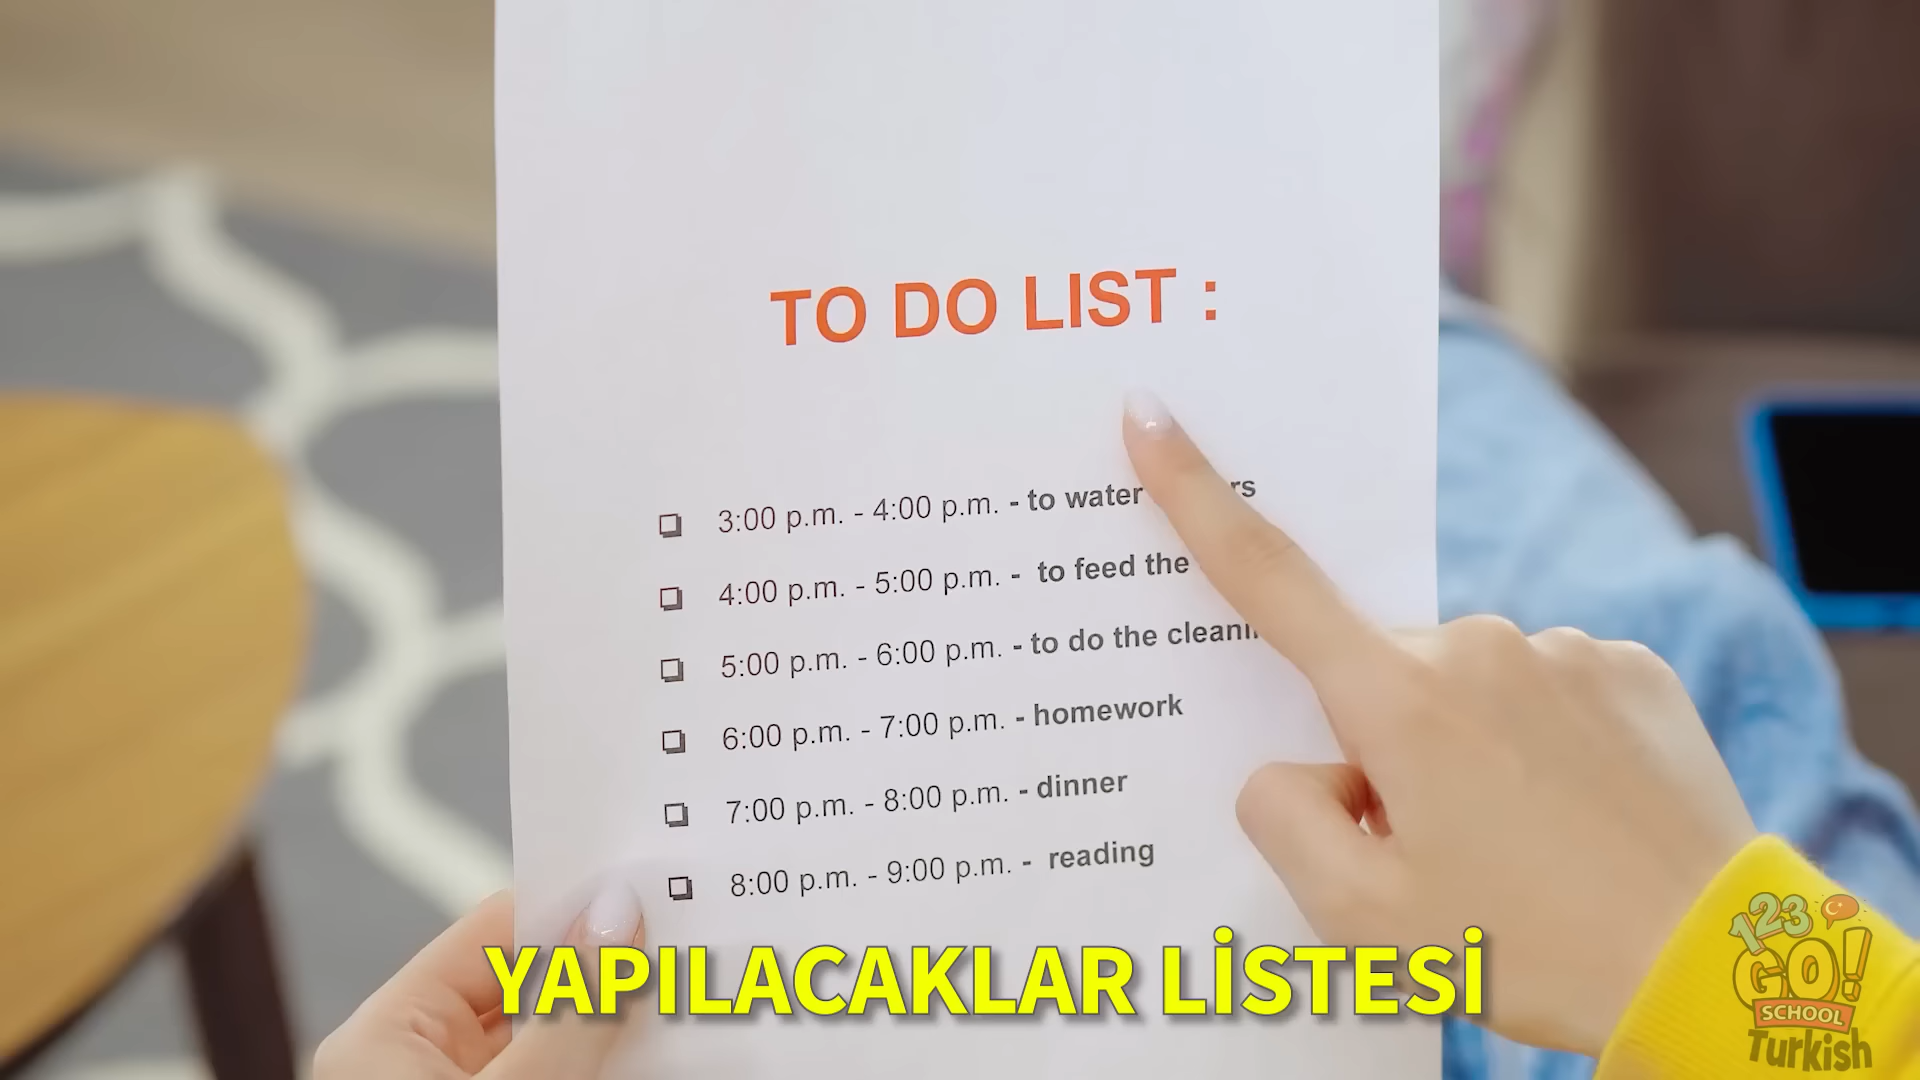 TO DO LIST :
3:00 p.m. - 4:00 p.m. - to water
4:00 p.m. - 5:00 p.m. - to feed the
5:00 p.m. - 6:00 p.m. - to do the
6:00 p.m. - 7:00 p.m. - homework
7:00 p.m. - 8:00 p.m. - dinner
8:00 p.m. - 9:00 p.m. - reading
YAPILACAKLAR LİSTESİ
123
GO!
SCHOOL
Turkish